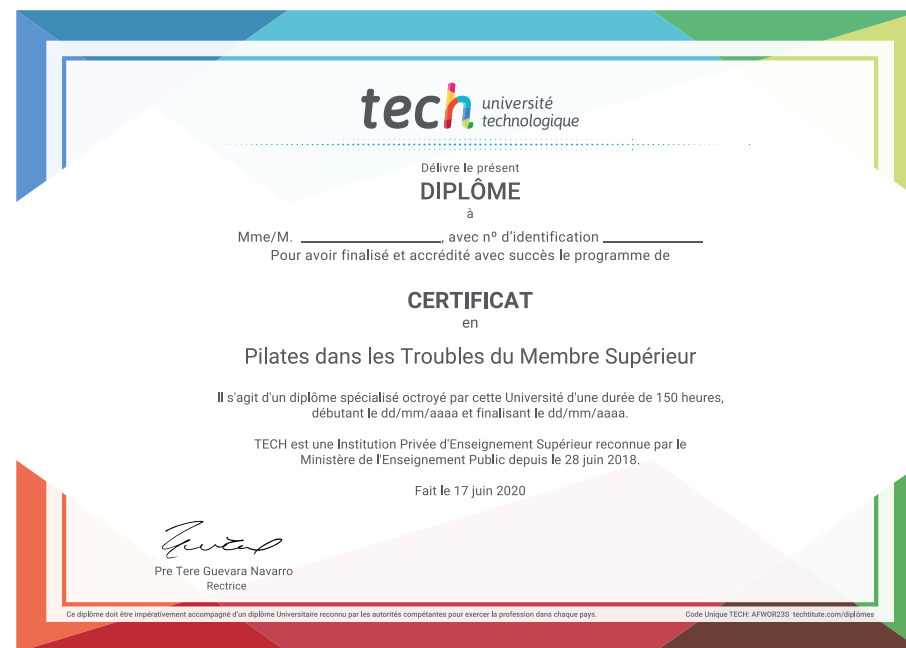 tech université
technologique
Délivre le présent
DIPLÔME
à
Mme/M. ____________________, avec nº d'identification ______________
Pour avoir finalisé et accrédité avec succès le programme de
CERTIFICAT
en
Pilates dans les Troubles du Membre Supérieur
Il s'agit d'un diplôme spécialisé octroyé par cette Université d'une durée de 150 heures,
débutant le dd/mm/aaaa et finalisant le dd/mm/aaaa.
TECH est une Institution Privée d'Enseignement Supérieur reconnue par le
Ministère de l'Enseignement Public depuis le 28 juin 2018.
Fait le 17 juin 2020
Pre Tere Guevara Navarro
Rectrice
Ce diplôme doit être impérativement accompagné d'un diplôme Universitaire reconnu par les autorités compétantes pour exercer la profession dans chaque pays. Code Unique TECH: AFWOR23S techtitute.com/diplômes